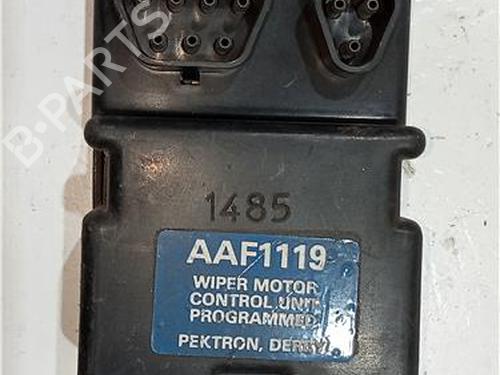 B-PARTS
1485
AAF1119
WIPER MOTOR
CONTROL UNIT
PROGRAMMED
PEKTRON, DERBY